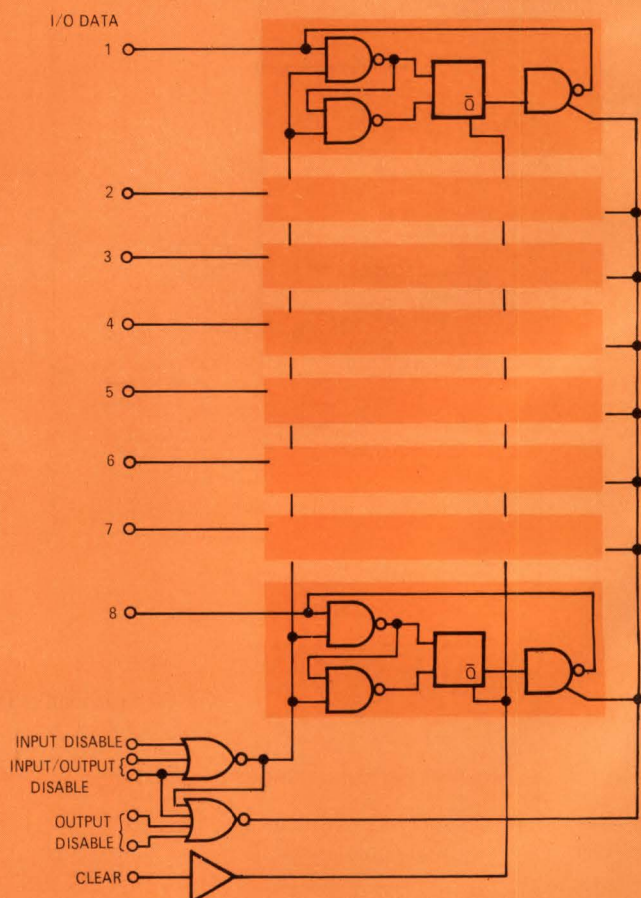 I/O DATA
1
Q̅
2
3
4
5
6
7
8
Q̅
INPUT DISABLE
INPUT/OUTPUT
DISABLE
OUTPUT
DISABLE
CLEAR